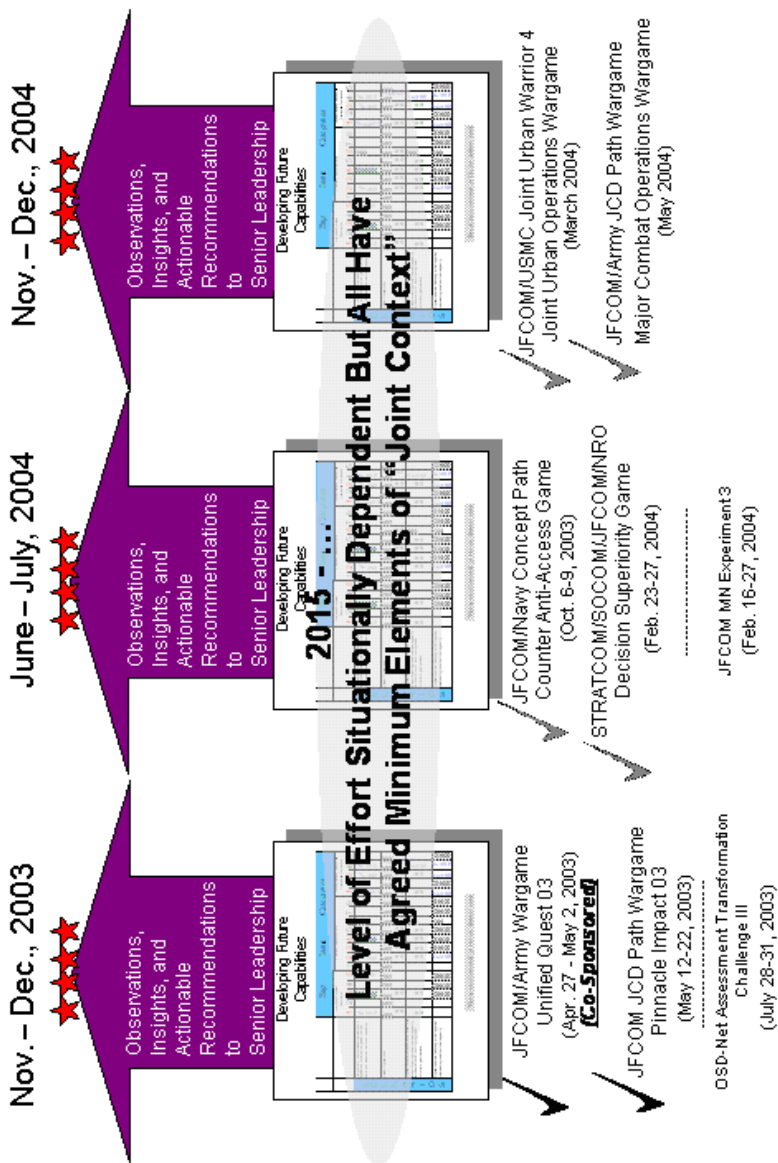 Nov. – Dec., 2003
Observations,
Insights, and
Actionable
Recommendations
to
Senior Leadership
Developing Future
Capabilities
JFCOM/Army Wargame
Unified Quest 03
(Apr. 27 - May 2, 2003)
(Co-Sponsored)
JFCOM JCD Path Wargame
Pinnacle Impact 03
(May 12-22, 2003)
OSD-Net Assessment Transformation
Challenge III
(July 28-31, 2003)
June – July, 2004
Observations,
Insights, and
Actionable
Recommendations
to
Senior Leadership
Developing Future
Capabilities
2015 - ...
Level of Effort Situationally Dependent But All Have
Agreed Minimum Elements of “Joint Context”
JFCOM/Navy Concept Path
Counter Anti-Access Game
(Oct. 6-9, 2003)
STRATCOM/SOCOM/JFCOM/NRO
Decision Superiority Game
(Feb. 23-27, 2004)
JFCOM MN Experiment 3
(Feb. 16-27, 2004)
Nov. – Dec., 2004
Observations,
Insights, and
Actionable
Recommendations
to
Senior Leadership
Developing Future
Capabilities
JFCOM/USMC Joint Urban Warrior 4
Joint Urban Operations Wargame
(March 2004)
JFCOM/Army JCD Path Wargame
Major Combat Operations Wargame
(May 2004)